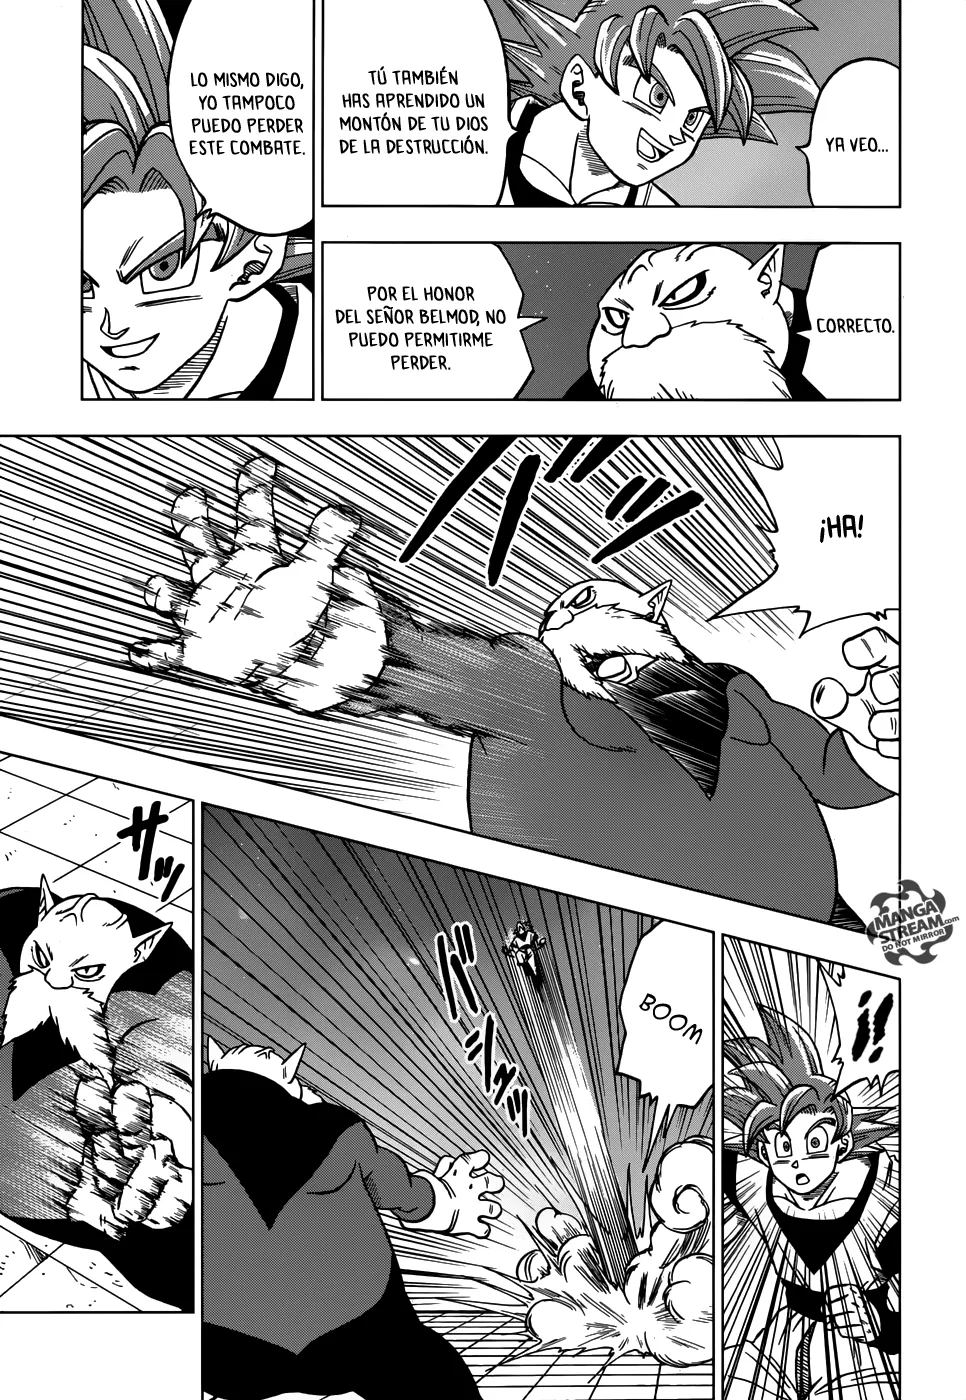 YA VEO...
TÚ TAMBIÉN
HAS APRENDIDO UN
MONTÓN DE TU DIOS
DE LA DESTRUCCIÓN.
LO MISMO DIGO,
YO TAMPOCO
PUEDO PERDER
ESTE COMBATE.
CORRECTO.
POR EL HONOR
DEL SEÑOR BELMOD, NO
PUEDO PERMITIRME
PERDER.
¡HA!
MANGA
STREAM.com
DO NOT MIRROR
!!
BOOM